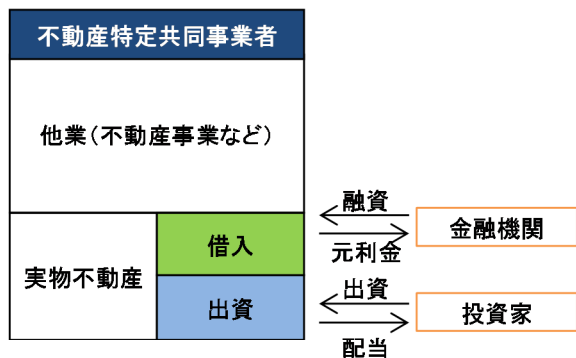 不動産特定共同事業者
他業(不動産事業など)
実物不動産
借入
出資
融資
元利金
金融機関
出資
配当
投資家